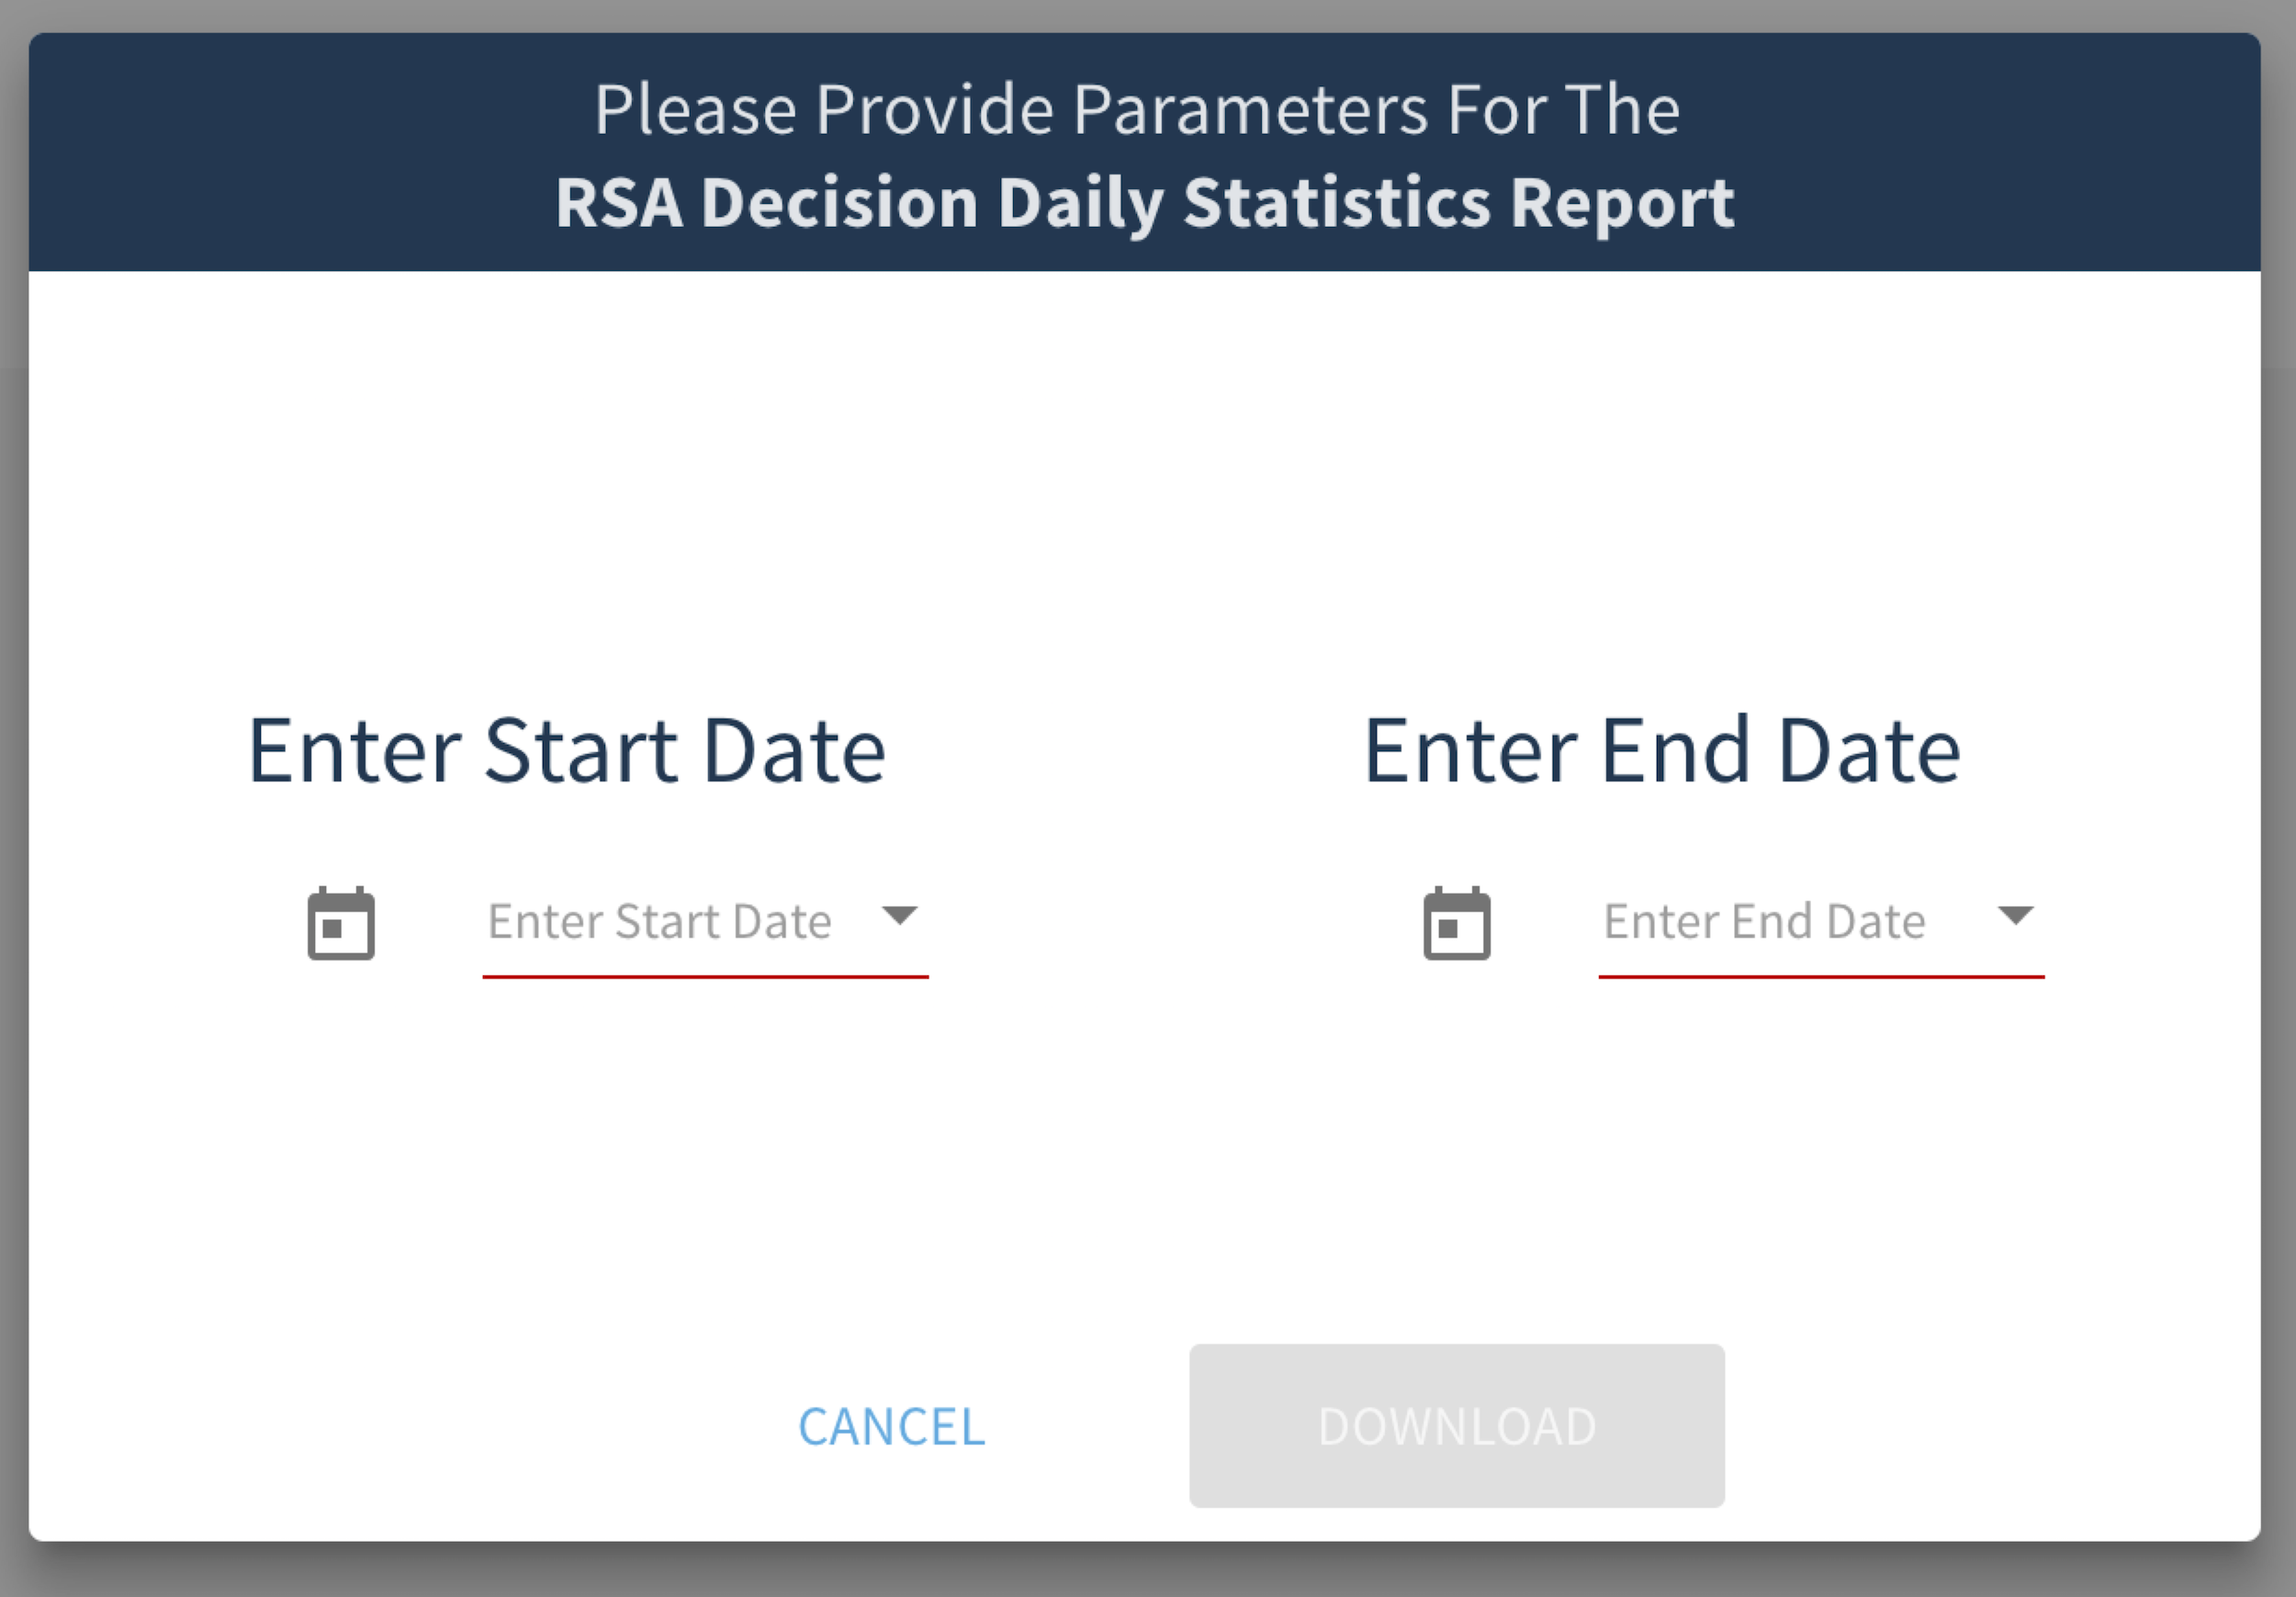 Please Provide Parameters For The
RSA Decision Daily Statistics Report
Enter Start Date
Enter End Date
Enter Start Date
Enter End Date
CANCEL
DOWNLOAD